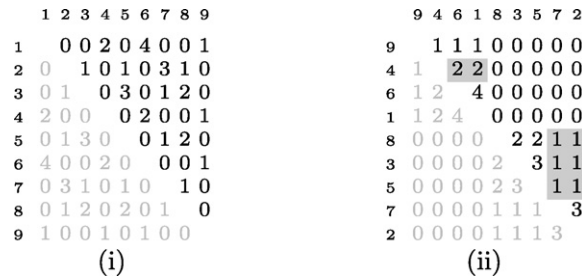 1 2 3 4 5 6 7 8 9
1 0 0 2 0 4 0 0 1
2 0 1 0 1 0 3 1 0
3 0 1 0 3 0 1 2 0
4 2 0 0 0 2 0 0 1
5 0 1 3 0 0 1 2 0
6 4 0 0 2 0 0 0 1
7 0 3 1 0 1 0 1 0
8 0 1 2 0 2 0 1 0
9 1 0 0 1 0 1 0 0
(i)
9 4 6 1 8 3 5 7 2
9 1 1 1 0 0 0 0 0
4 1 2 2 0 0 0 0 0
6 1 2 4 0 0 0 0 0
1 1 2 4 0 0 0 0 0
8 0 0 0 0 2 2 1 1
3 0 0 0 0 2 3 1 1
5 0 0 0 0 2 3 1 1
7 0 0 0 0 1 1 1 3
2 0 0 0 0 1 1 1 3
(ii)